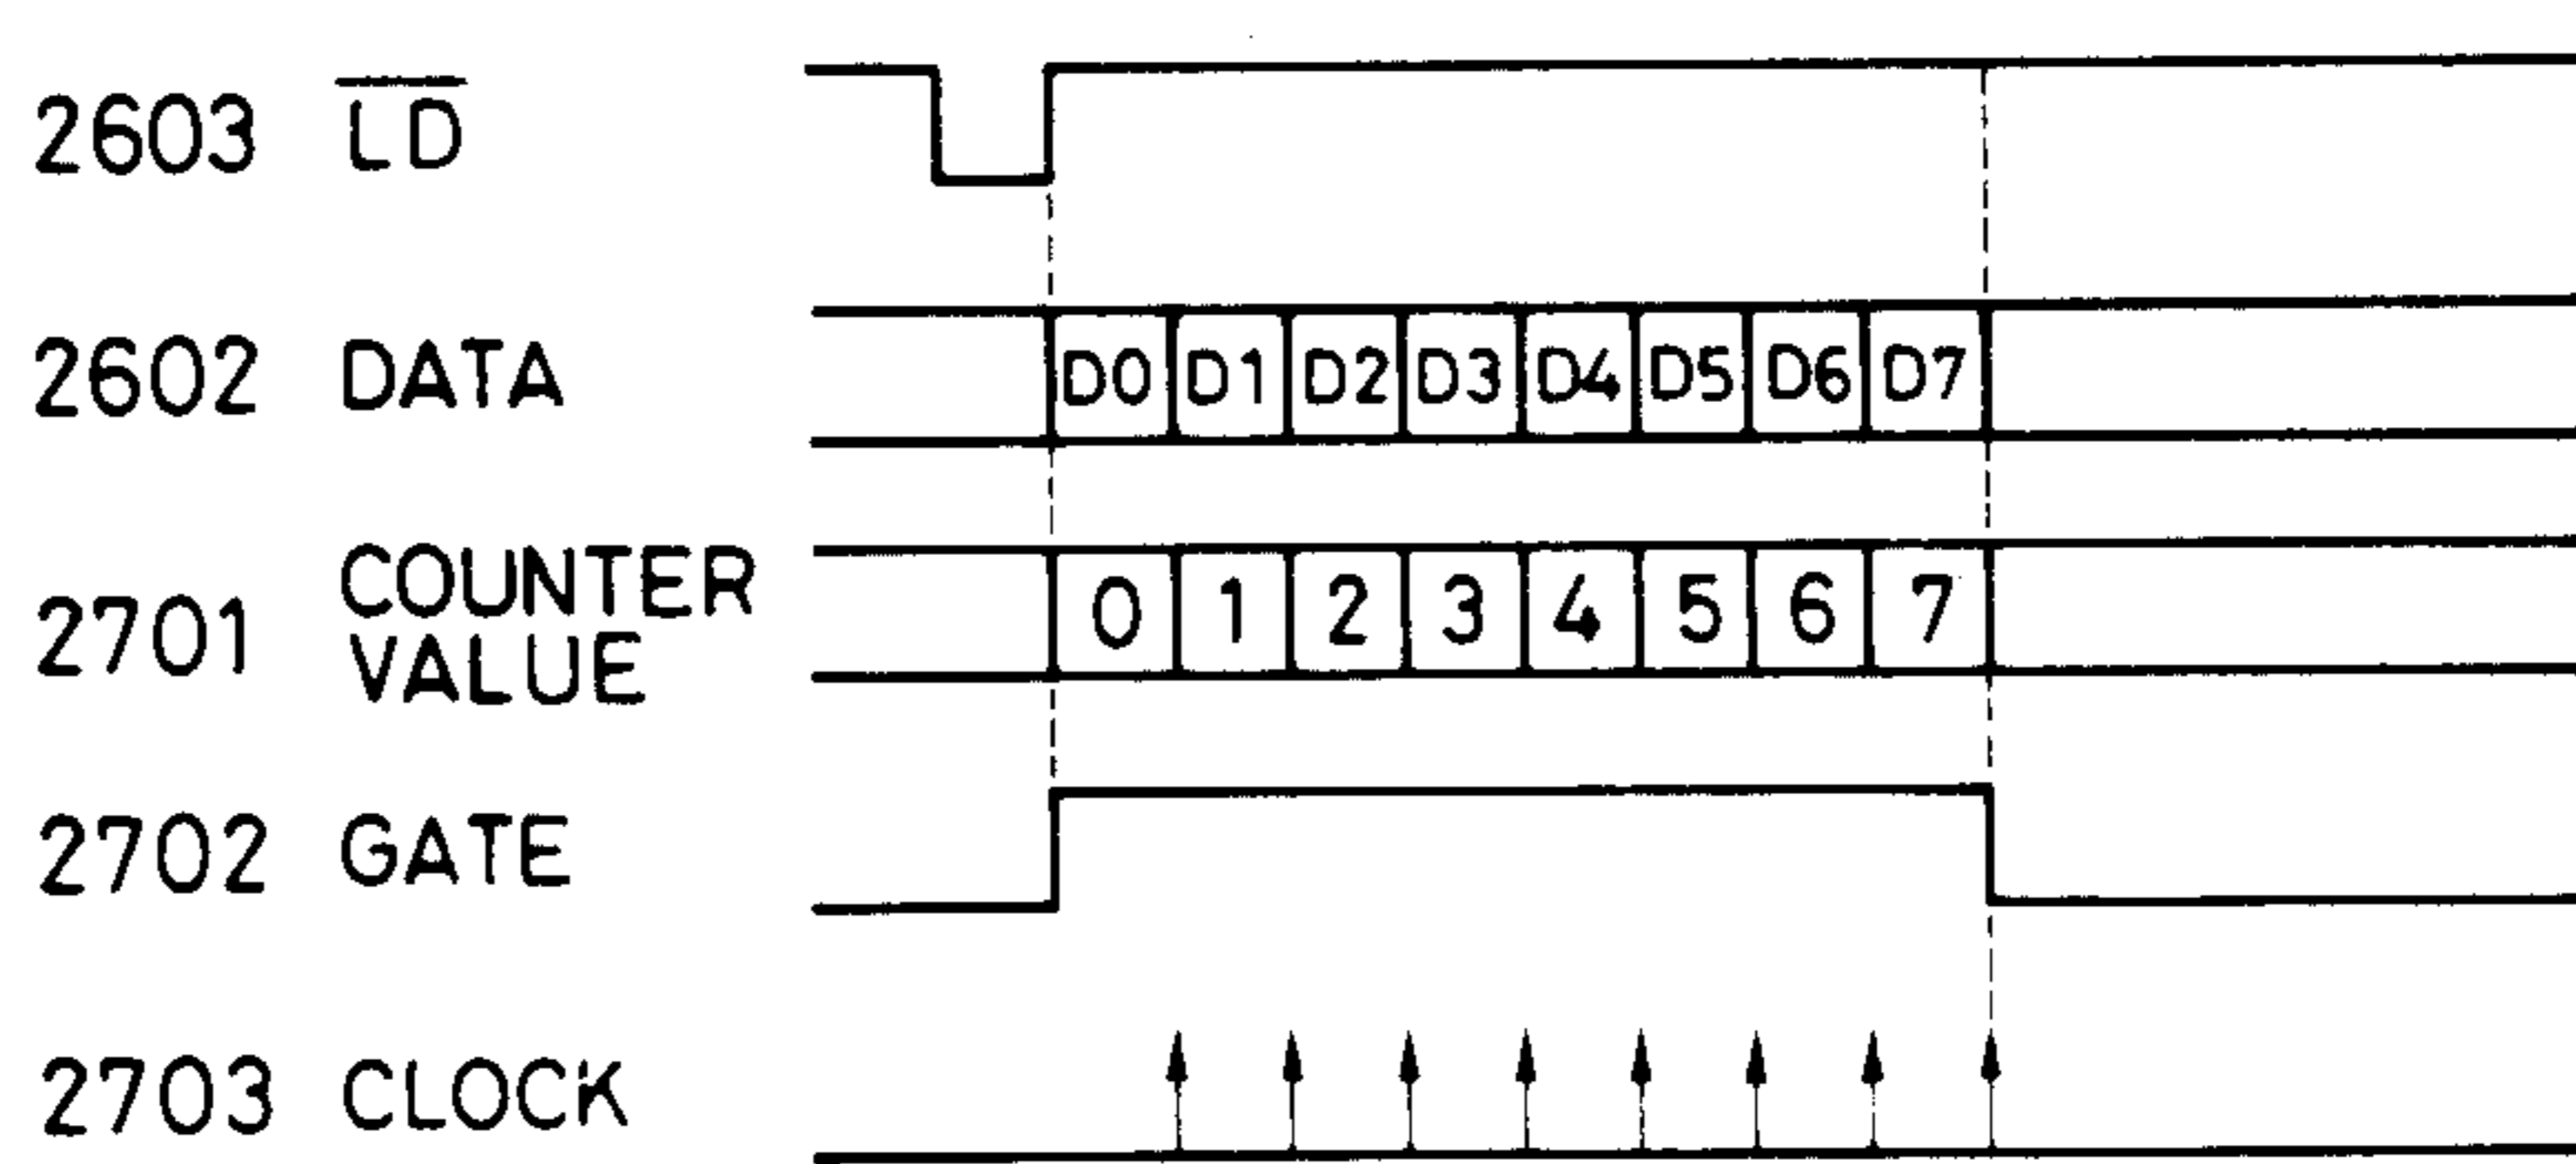 2603 L̅D̅
2602 DATA D0 D1 D2 D3 D4 D5 D6 D7
2701 COUNTER VALUE 0 1 2 3 4 5 6 7
2702 GATE
2703 CLOCK